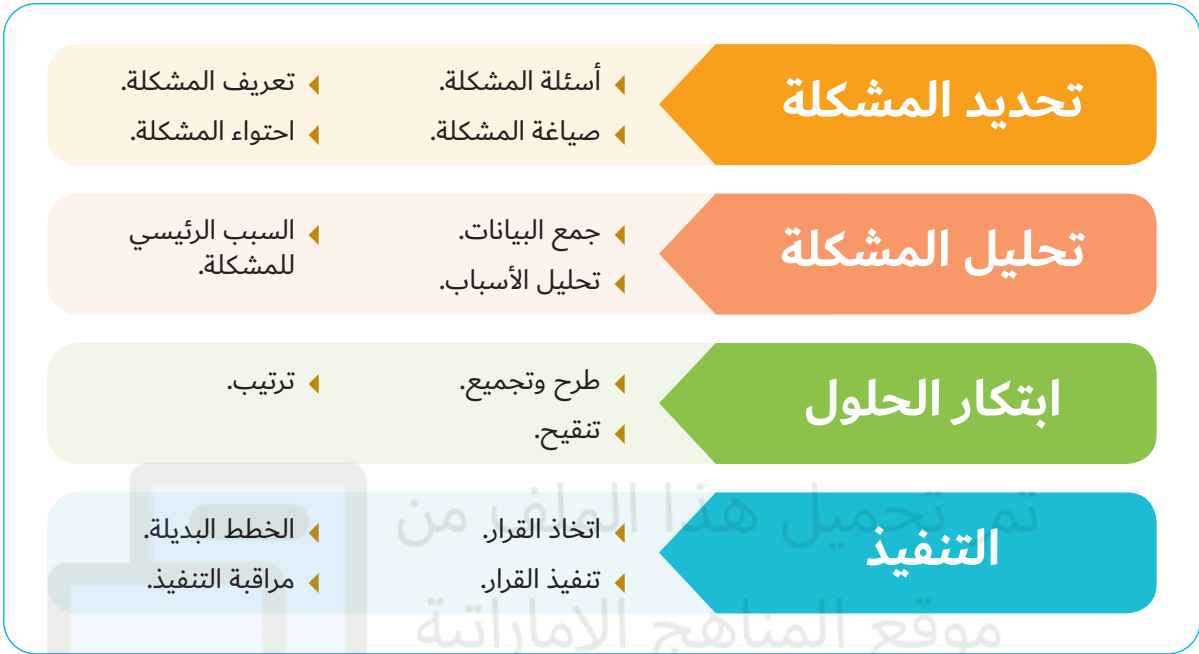 تحديد المشكلة
أسئلة المشكلة.
صياغة المشكلة.
تعريف المشكلة.
احتواء المشكلة.
تحليل المشكلة
جمع البيانات.
تحليل الأسباب.
السبب الرئيسي
للمشكلة.
ابتكار الحلول
طرح وتجميع.
تنقيح.
ترتيب.
التنفيذ
اتخاذ القرار.
تنفيذ القرار.
الخطط البديلة.
مراقبة التنفيذ.
تم تحميل هذا الملف من
موقع المناهج الإماراتية